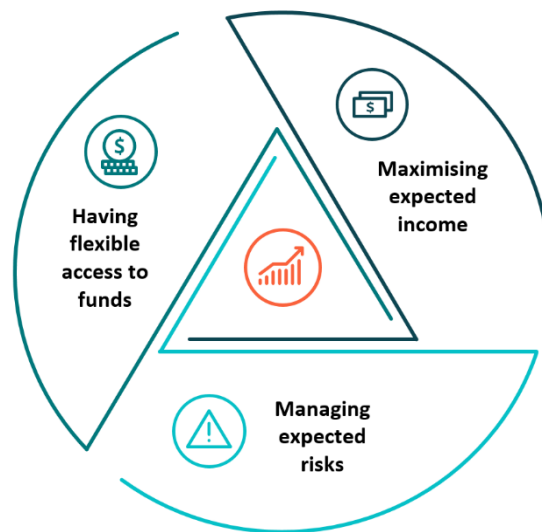 Maximising
expected
income
Having
flexible
access to
funds
Managing
expected
risks
$
$
!